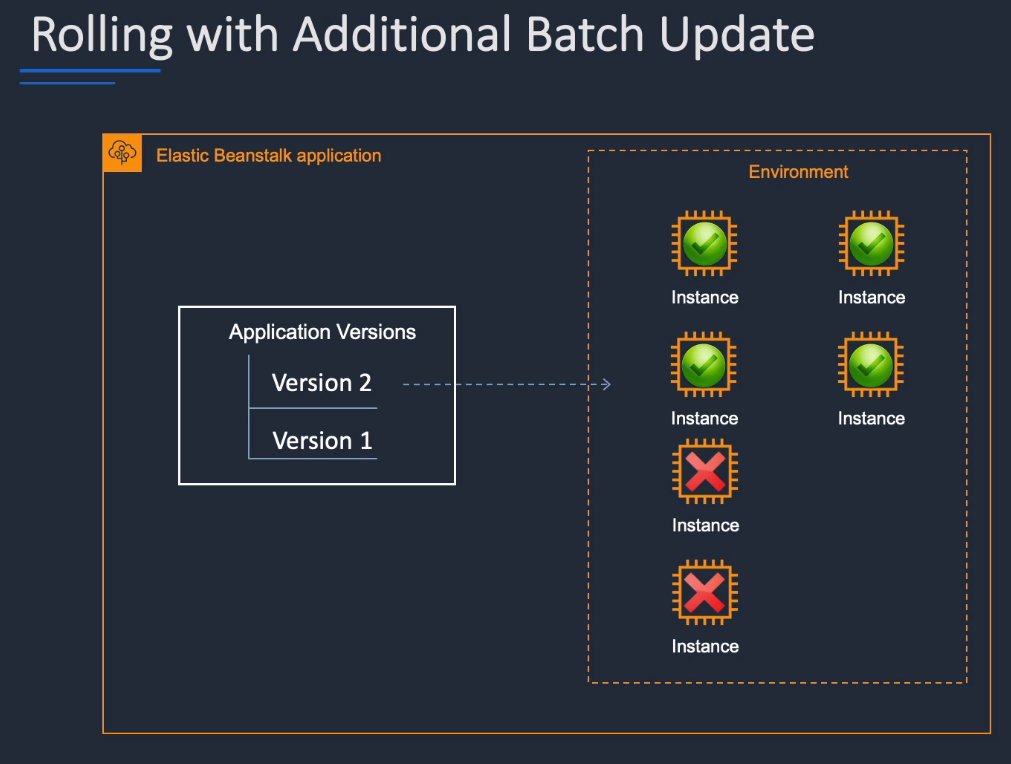 Rolling with Additional Batch Update
Elastic Beanstalk application
Environment
Instance
Instance
Application Versions
Version 2
Version 1
Instance
Instance
Instance
Instance